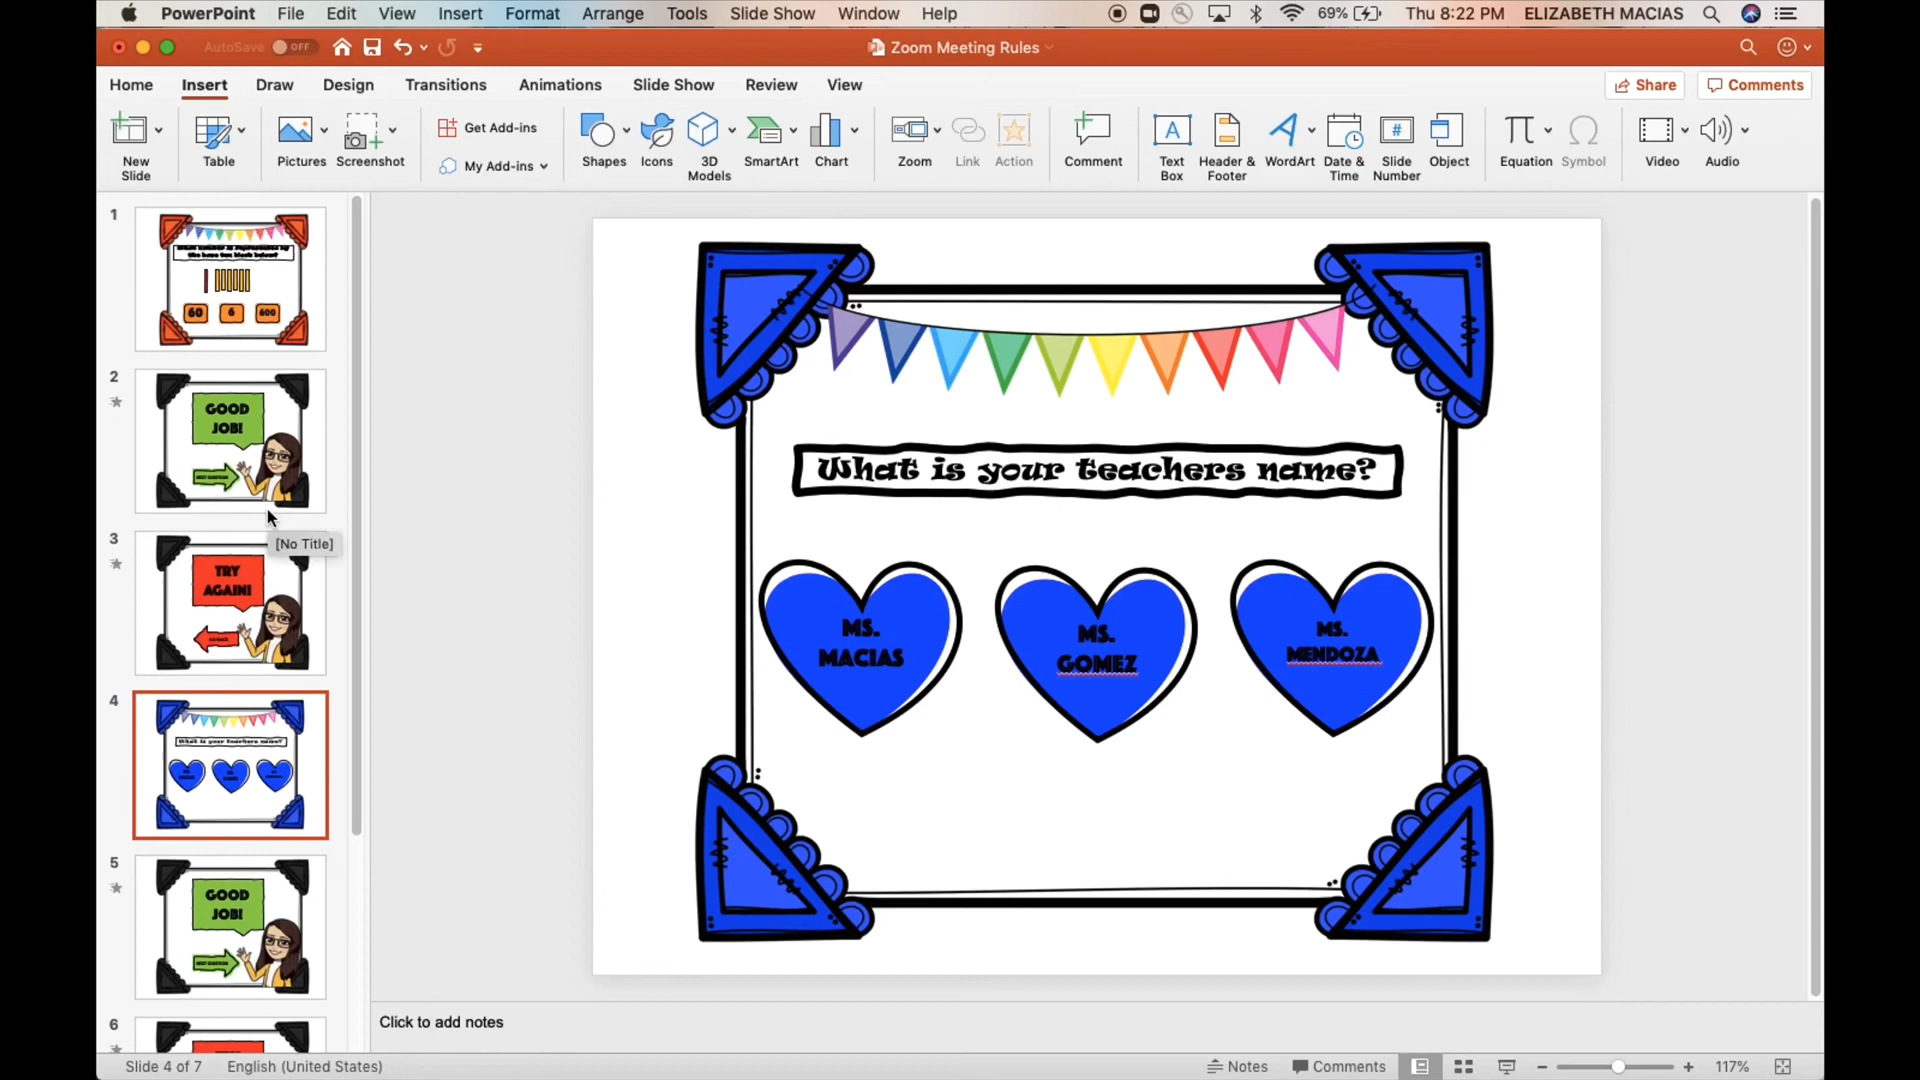 PowerPoint File Edit View Insert Format Arrange Tools Slide Show Window Help 69% Thu 8:22 PM ELIZABETH MACIAS
AutoSave OFF Zoom Meeting Rules
Home Insert Draw Design Transitions Animations Slide Show Review View Share Comments
New Slide
Table
Pictures
Screenshot
Get Add-ins
My Add-ins
Shapes
Icons
3D Models
SmartArt
Chart
Zoom
Link
Action
Comment
Text Box
Header & Footer
WordArt
Date & Time
Slide Number
Object
Equation
Symbol
Video
Audio
1
60 6 600
2
GOOD
JOB!
[No Title]
3
TRY
AGAIN!
4
What is your teachers name?
5
GOOD
JOB!
6
What is your teachers name?
MS.
MACIAS
MS.
GOMEZ
MS.
MENDOZA
Click to add notes
Slide 4 of 7 English (United States) Notes Comments 117%